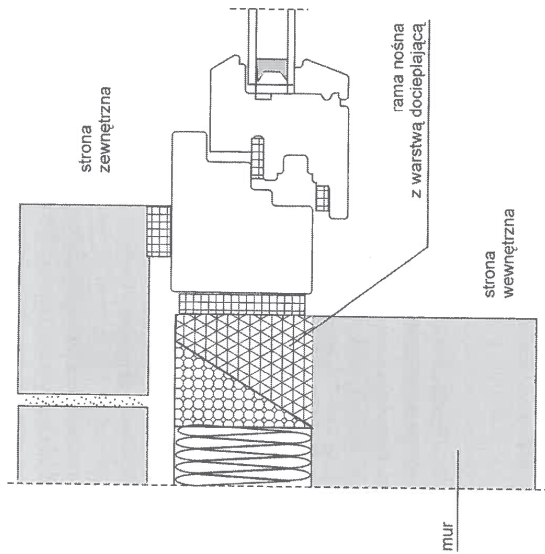 strona
zewnętrzna
rama nośna
z warstwą docieplającą
strona
wewnętrzna
mur